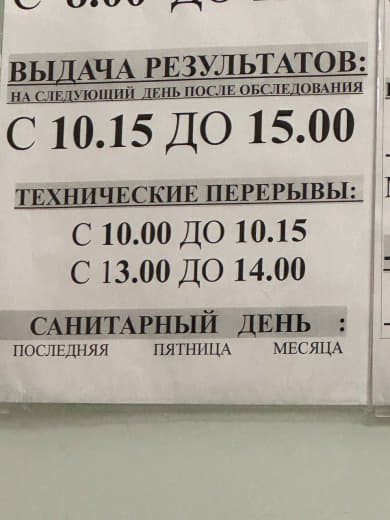 ВЫДАЧА РЕЗУЛЬТАТОВ:
НА СЛЕДУЮЩИЙ ДЕНЬ ПОСЛЕ ОБСЛЕДОВАНИЯ
С 10.15 ДО 15.00
ТЕХНИЧЕСКИЕ ПЕРЕРЫВЫ:
С 10.00 ДО 10.15
С 13.00 ДО 14.00
САНИТАРНЫЙ ДЕНЬ :
ПОСЛЕДНЯЯ ПЯТНИЦА МЕСЯЦА